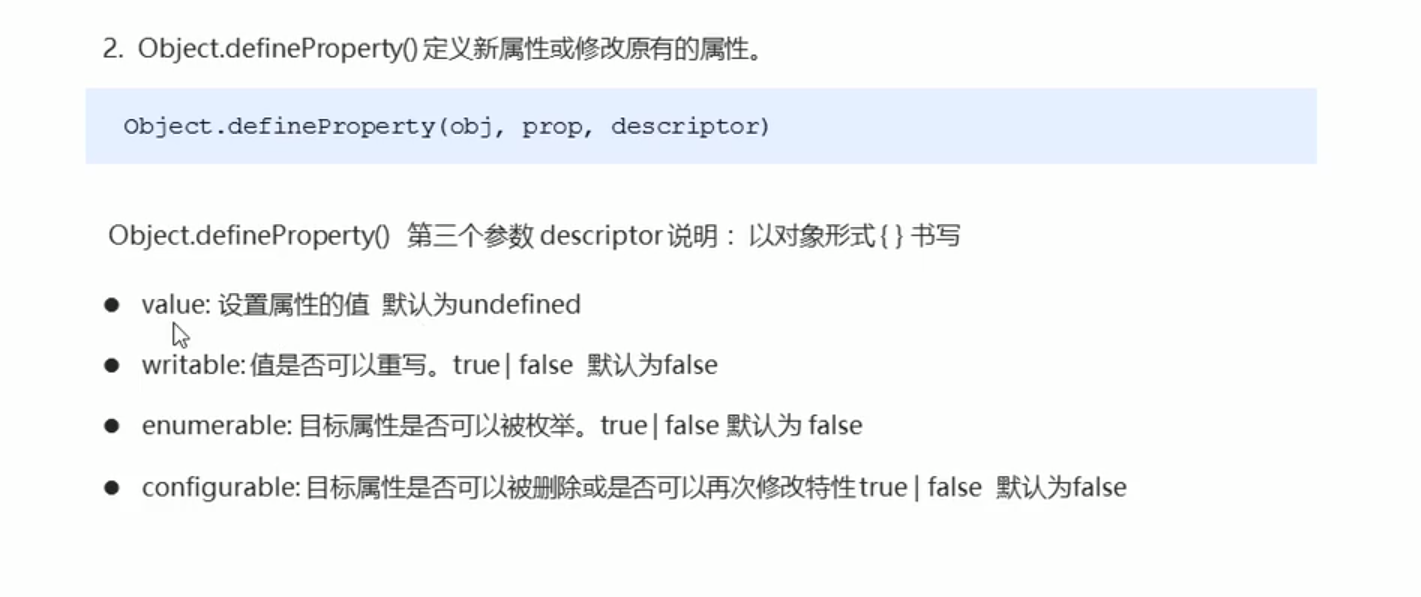 2. Object.defineProperty() 定义新属性或修改原有的属性。
Object.defineProperty(obj, prop, descriptor)
Object.defineProperty() 第三个参数 descriptor 说明： 以对象形式 { } 书写
● value: 设置属性的值 默认为undefined
● writable: 值是否可以重写。true | false 默认为false
● enumerable: 目标属性是否可以被枚举。true | false 默认为 false
● configurable: 目标属性是否可以被删除或是否可以再次修改特性 true | false 默认为false